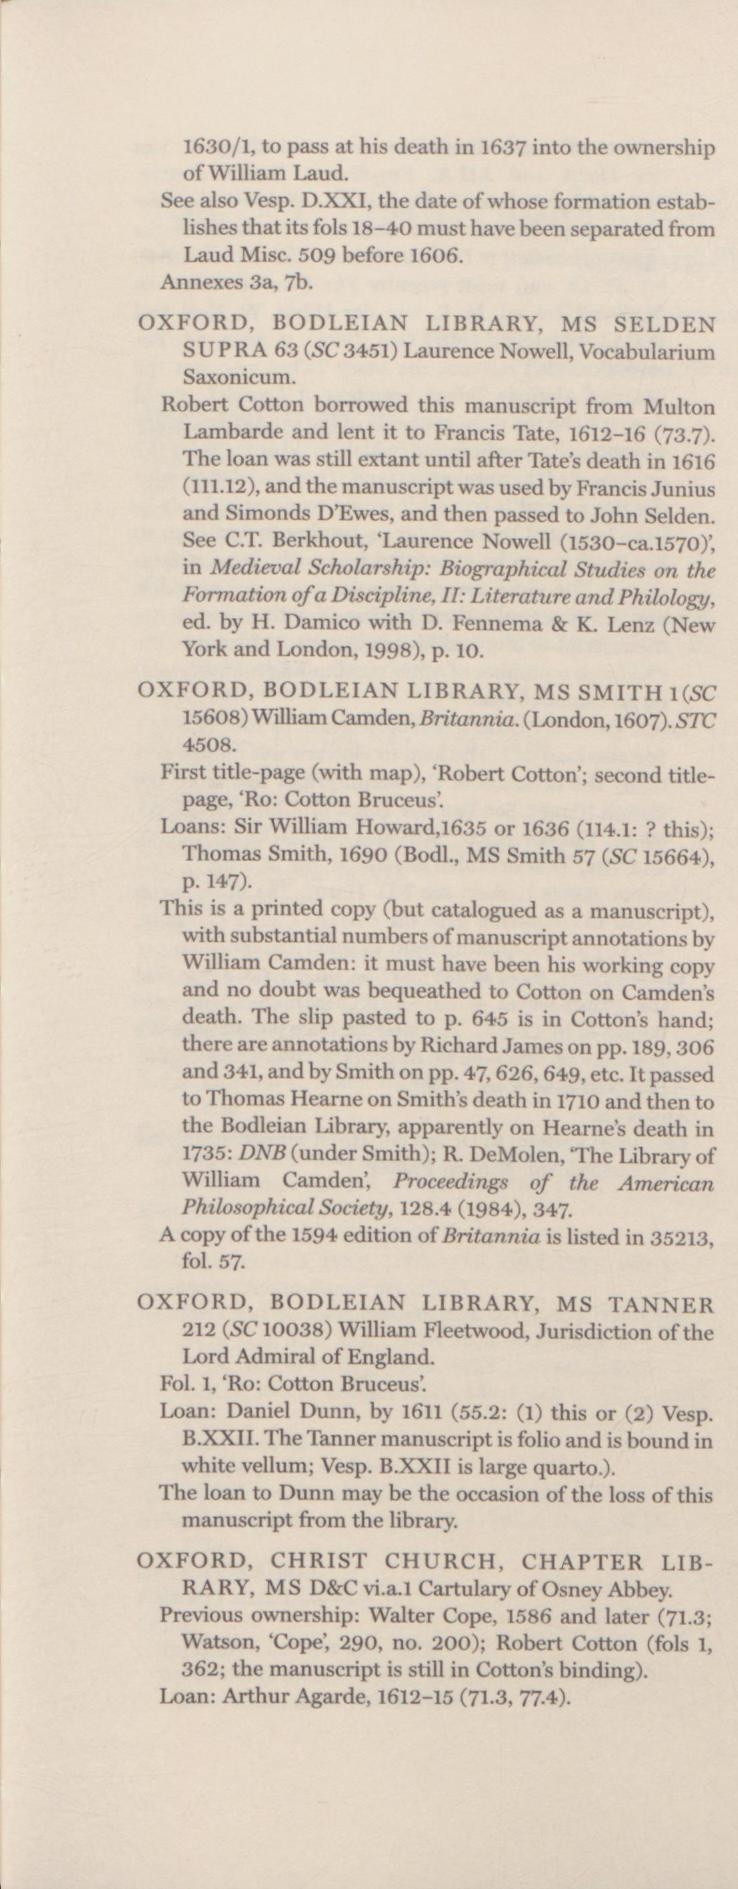 1630/1, to pass at his death in 1637 into the ownership
of William Laud.
See also Vesp. D.XXI, the date of whose formation estab-
lishes that its fols 18–40 must have been separated from
Laud Misc. 509 before 1606.
Annexes 3a, 7b.
OXFORD, BODLEIAN LIBRARY, MS SELDEN
SUPRA 63 (SC 3451) Laurence Nowell, Vocabularium
Saxonicum.
Robert Cotton borrowed this manuscript from Multon
Lambarde and lent it to Francis Tate, 1612–16 (73.7).
The loan was still extant until after Tate's death in 1616
(111.12), and the manuscript was used by Francis Junius
and Simonds D'Ewes, and then passed to John Selden.
See C.T. Berkhout, 'Laurence Nowell (1530–ca.1570)',
in Medieval Scholarship: Biographical Studies on the
Formation of a Discipline, II: Literature and Philology,
ed. by H. Damico with D. Fennema & K. Lenz (New
York and London, 1998), p. 10.
OXFORD, BODLEIAN LIBRARY, MS SMITH 1 (SC
15608) William Camden, Britannia. (London, 1607). STC
4508.
First title-page (with map), 'Robert Cotton'; second title-
page, 'Ro: Cotton Bruceus'.
Loans: Sir William Howard,1635 or 1636 (114.1: ? this);
Thomas Smith, 1690 (Bodl., MS Smith 57 (SC 15664),
p. 147).
This is a printed copy (but catalogued as a manuscript),
with substantial numbers of manuscript annotations by
William Camden: it must have been his working copy
and no doubt was bequeathed to Cotton on Camden's
death. The slip pasted to p. 645 is in Cotton's hand;
there are annotations by Richard James on pp. 189, 306
and 341, and by Smith on pp. 47, 626, 649, etc. It passed
to Thomas Hearne on Smith's death in 1710 and then to
the Bodleian Library, apparently on Hearne's death in
1735: DNB (under Smith); R. DeMolen, 'The Library of
William Camden', Proceedings of the American
Philosophical Society, 128.4 (1984), 347.
A copy of the 1594 edition of Britannia is listed in 35213,
fol. 57.
OXFORD, BODLEIAN LIBRARY, MS TANNER
212 (SC 10038) William Fleetwood, Jurisdiction of the
Lord Admiral of England.
Fol. 1, 'Ro: Cotton Bruceus'.
Loan: Daniel Dunn, by 1611 (55.2: (1) this or (2) Vesp.
B.XXII. The Tanner manuscript is folio and is bound in
white vellum; Vesp. B.XXII is large quarto.).
The loan to Dunn may be the occasion of the loss of this
manuscript from the library.
OXFORD, CHRIST CHURCH, CHAPTER LIB-
RARY, MS D&C vi.a.1 Cartulary of Osney Abbey.
Previous ownership: Walter Cope, 1586 and later (71.3;
Watson, 'Cope', 290, no. 200); Robert Cotton (fols 1,
362; the manuscript is still in Cotton's binding).
Loan: Arthur Agarde, 1612–15 (71.3, 77.4).